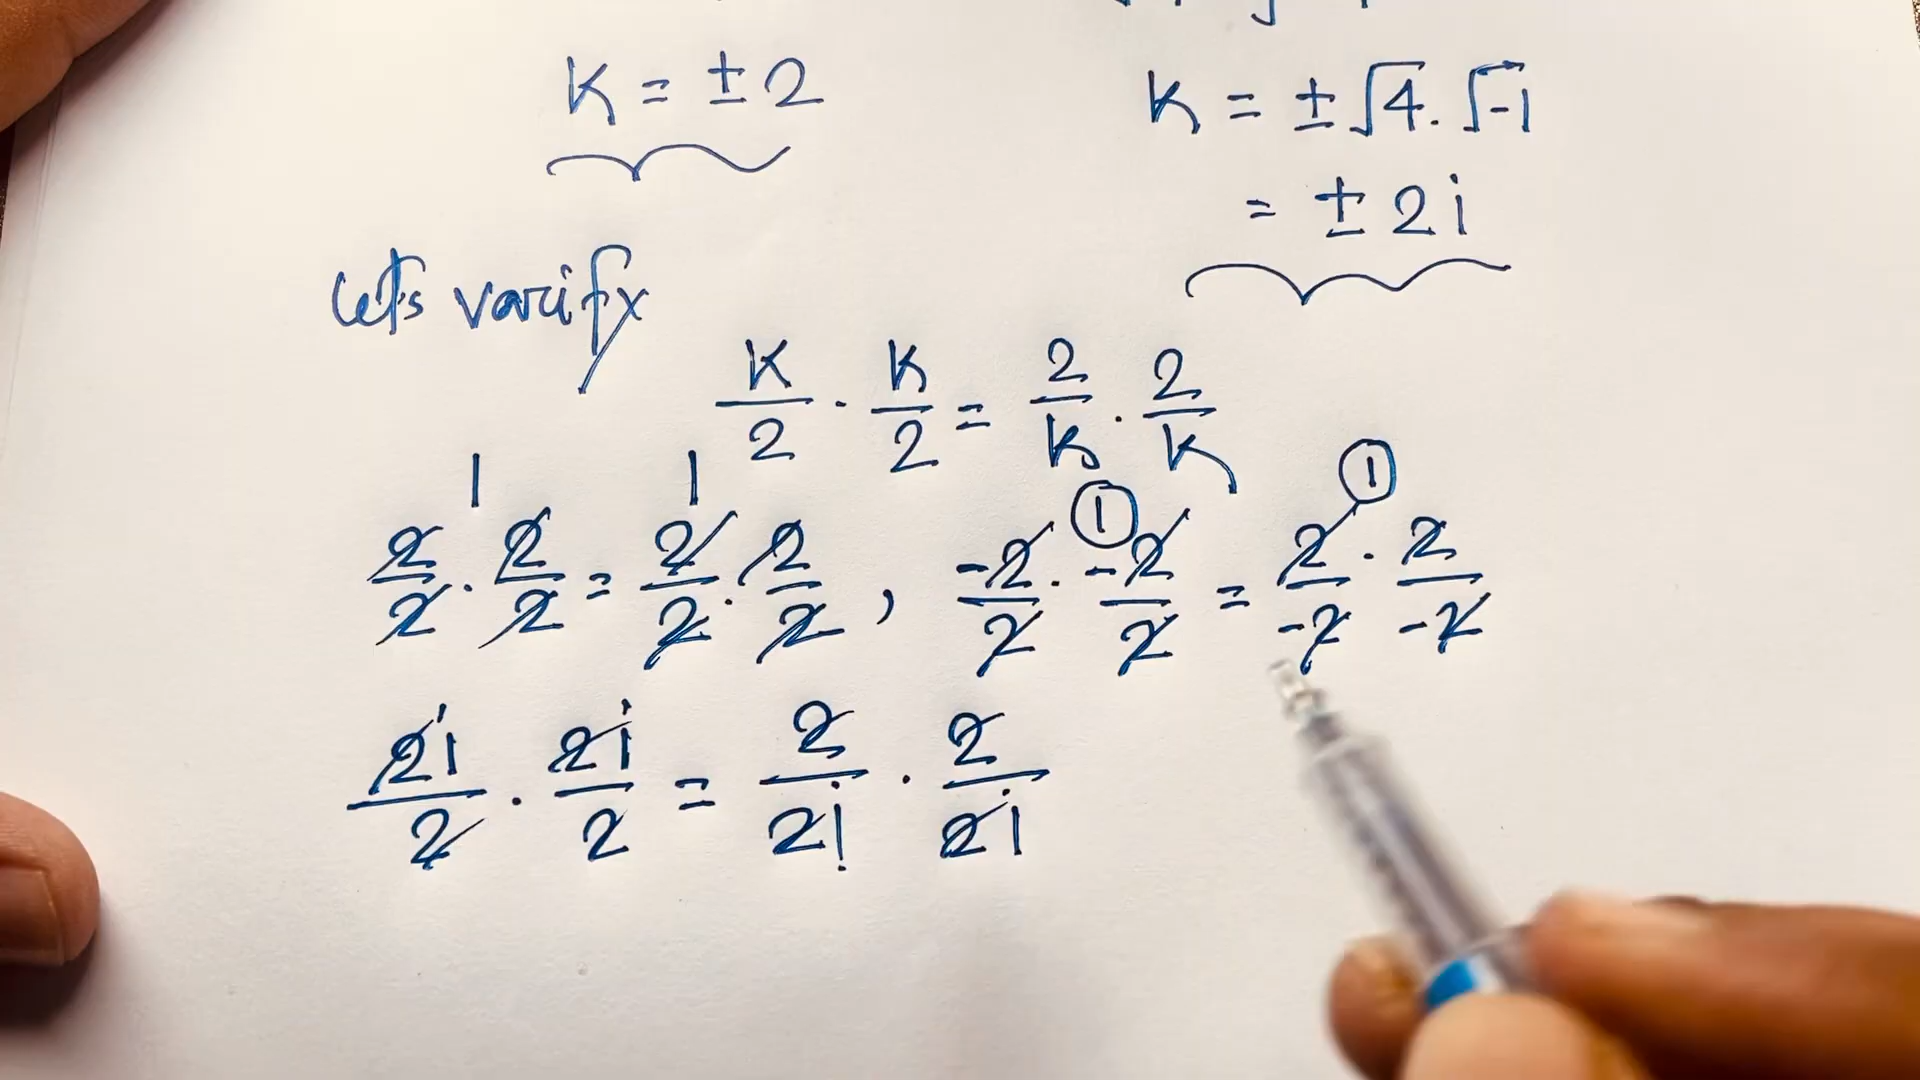 K = ±2
K = ±√4 . √-1
= ±2i
Let's varify
K/2 · K/2 = 2/K · 2/K
1 1 1 1
2/2 · 2/2 = 2/2 · 2/2 , -2/2 · -2/2 = 2/-2 · 2/-2
2i/2 · 2i/2 = 2/2i · 2/2i